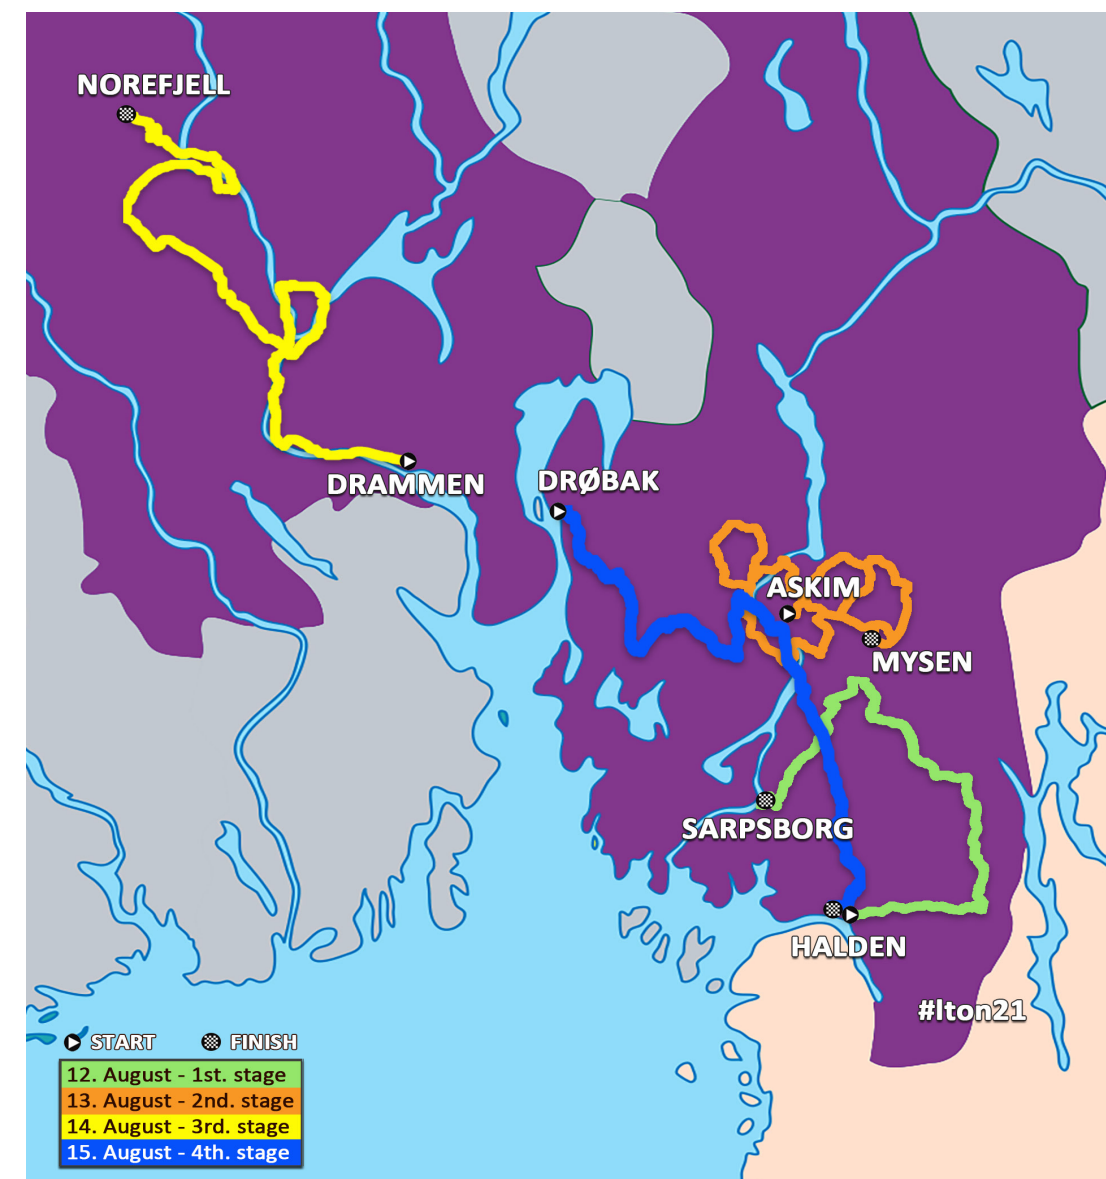 NOREFJELL
DRAMMEN
DRØBAK
ASKIM
MYSEN
SARPSBORG
HALDEN
#lton21
START
FINISH
12. August - 1st. stage
13. August - 2nd. stage
14. August - 3rd. stage
15. August - 4th. stage